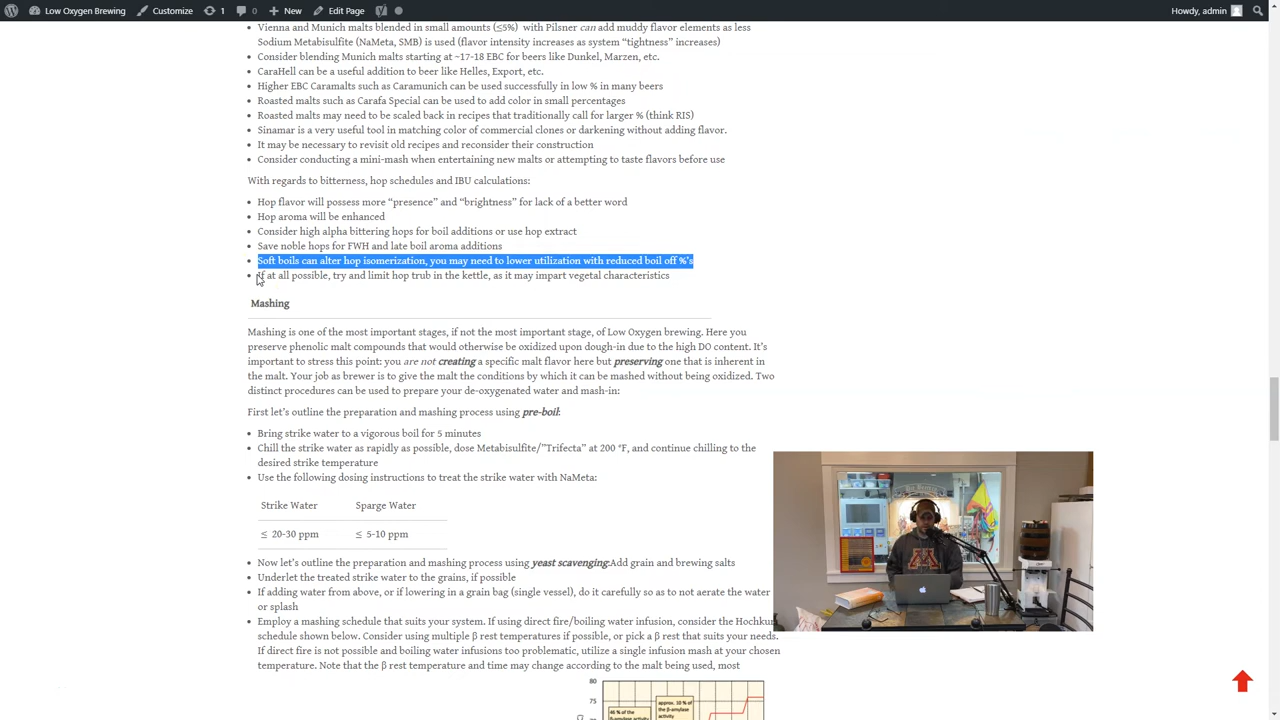 Low Oxygen Brewing Customize 1 0 New Edit Page Howdy, admin
Vienna and Munich malts blended in small amounts (≤5%) with Pilsner can add muddy flavor elements as less
Sodium Metabisulfite (NaMeta, SMB) is used (flavor intensity increases as system “tightness” increases)
Consider blending Munich malts starting at ~17-18 EBC for beers like Dunkel, Marzen, etc.
CaraHell can be a useful addition to beer like Helles, Export, etc.
Higher EBC Caramalts such as Caramunich can be used successfully in low % in many beers
Roasted malts such as Carafa Special can be used to add color in small percentages
Roasted malts may need to be scaled back in recipes that traditionally call for larger % (think RIS)
Sinamar is a very useful tool in matching color of commercial clones or darkening without adding flavor.
It may be necessary to revisit old recipes and reconsider their construction
Consider conducting a mini-mash when entertaining new malts or attempting to taste flavors before use
With regards to bitterness, hop schedules and IBU calculations:
Hop flavor will possess more “presence” and “brightness” for lack of a better word
Hop aroma will be enhanced
Consider high alpha bittering hops for boil additions or use hop extract
Save noble hops for FWH and late boil aroma additions
Soft boils can alter hop isomerization, you may need to lower utilization with reduced boil off %'s
If at all possible, try and limit hop trub in the kettle, as it may impart vegetal characteristics
Mashing
Mashing is one of the most important stages, if not the most important stage, of Low Oxygen brewing. Here you
preserve phenolic malt compounds that would otherwise be oxidized upon dough-in due to the high DO content. It’s
important to stress this point: you are not creating a specific malt flavor here but preserving one that is inherent in
the malt. Your job as brewer is to give the malt the conditions by which it can be mashed without being oxidized. Two
distinct procedures can be used to prepare your de-oxygenated water and mash-in:
First let’s outline the preparation and mashing process using pre-boil:
Bring strike water to a vigorous boil for 5 minutes
Chill the strike water as rapidly as possible, dose Metabisulfite/”Trifecta” at 200 °F, and continue chilling to the
desired strike temperature
Use the following dosing instructions to treat the strike water with NaMeta:
Strike Water Sparge Water
≤ 20-30 ppm ≤ 5-10 ppm
Now let’s outline the preparation and mashing process using yeast scavenging:Add grain and brewing salts
Underlet the treated strike water to the grains, if possible
If adding water from above, or if lowering in a grain bag (single vessel), do it carefully so as to not aerate the water
or splash
Employ a mashing schedule that suits your system. If using direct fire/boiling water infusion, consider the Hochkurz
schedule shown below. Consider using multiple β rest temperatures if possible, or pick a β rest that suits your needs.
If direct fire is not possible and boiling water infusions too problematic, utilize a single infusion mash at your chosen
temperature. Note that the β rest temperature and time may change according to the malt being used, most
80
75
approx. 10 % of
the β-amylase
activity
46 % of the
β-amylase activity